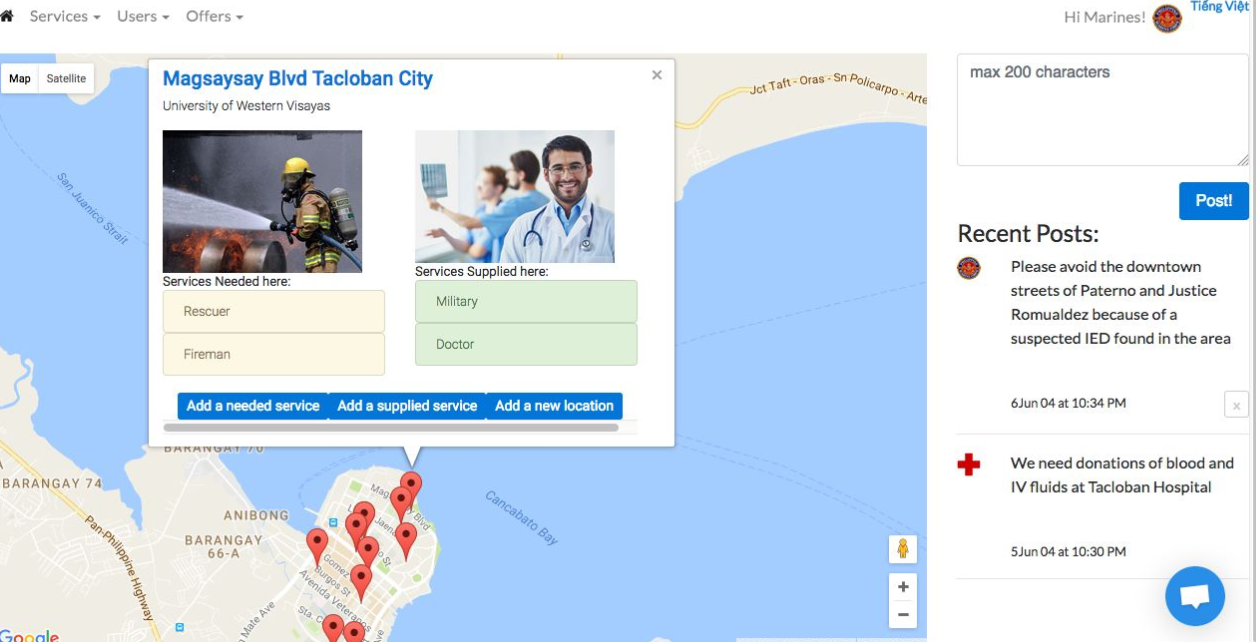 Services
Users
Offers
Hi Marines!
Tiếng Việt
Map
Satellite
Magsaysay Blvd Tacloban City
×
University of Western Visayas
Services Needed here:
Rescuer
Fireman
Services Supplied here:
Military
Doctor
Add a needed service
Add a supplied service
Add a new location
Jct Taft - Oras - Sn Policarpo - Arte
San Juanico Strait
BARANGAY 70
BARANGAY 74
ANIBONG
BARANGAY
66-A
Pan-Philippine Highway
Cancabato Bay
Mag
Blvd
Jaen
o St
Gomez
Burgos St
Avenida Veteranos
Sta. C
Mate Ave
Google
+
−
max 200 characters
Post!
Recent Posts:
Please avoid the downtown
streets of Paterno and Justice
Romualdez because of a
suspected IED found in the area
6Jun 04 at 10:34 PM
x
We need donations of blood and
IV fluids at Tacloban Hospital
5Jun 04 at 10:30 PM